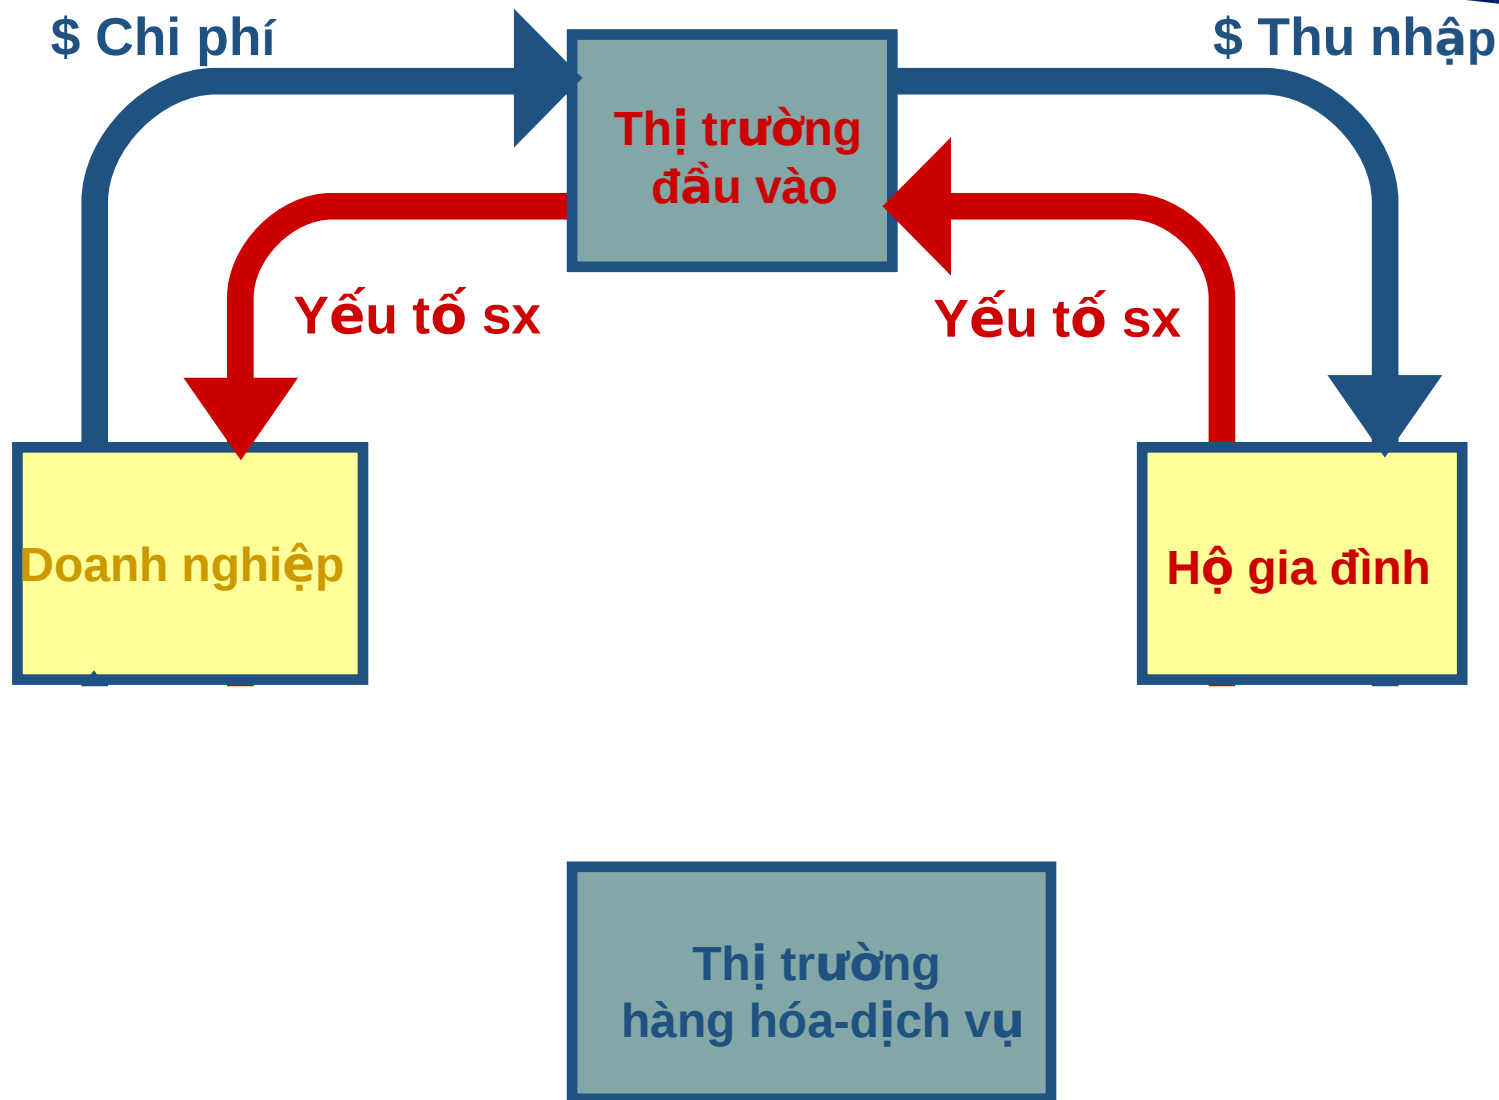 $ Chi phí
$ Thu nhập
Thị trường
đầu vào
Yếu tố sx
Yếu tố sx
Doanh nghiệp
Hộ gia đình
Thị trường
hàng hóa-dịch vụ